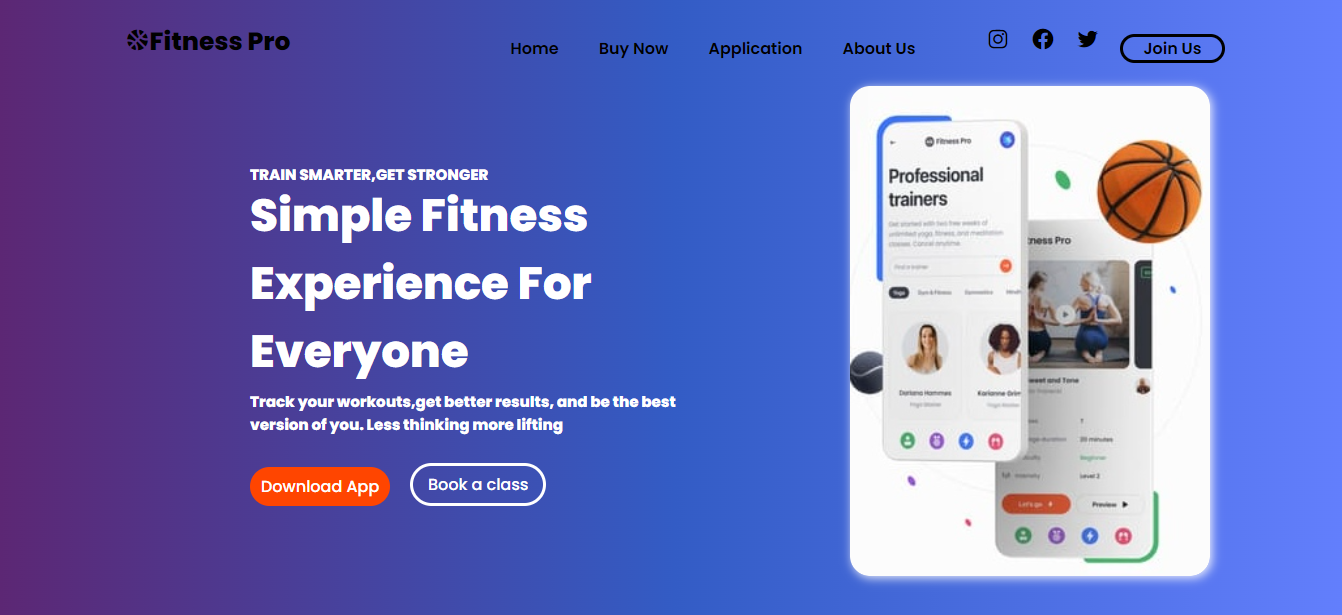 Fitness Pro
Home Buy Now Application About Us Join Us
TRAIN SMARTER,GET STRONGER
Simple Fitness
Experience For
Everyone
Track your workouts,get better results, and be the best
version of you. Less thinking more lifting
Download App Book a class
Fitness Pro
Professional
trainers
Get started with two free weeks of
unlimited yoga, fitness, and meditation
classes. Cancel anytime.
Find a trainer
Yoga Gym & Fitness Gymnastics
Dariana Hammes Karianne Grim
Yoga Master Yoga Master
ness Pro
weet and Tone
7
duration 20 minutes
Beginner
Intensity Level 2
Let's go Preview